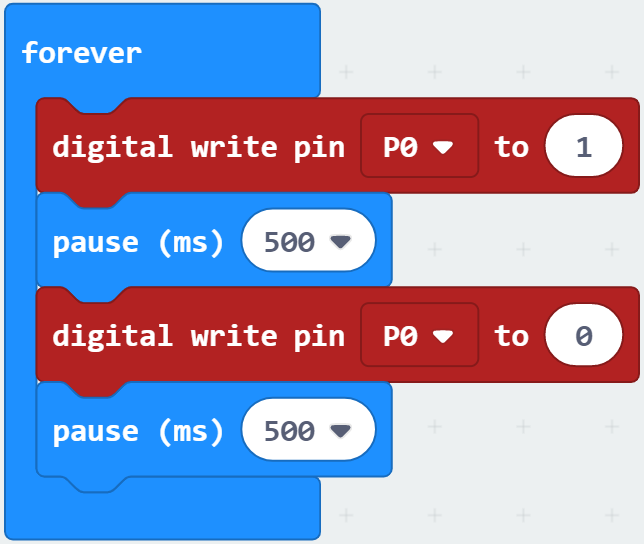 forever
digital write pin P0 to 1
pause (ms) 500
digital write pin P0 to 0
pause (ms) 500